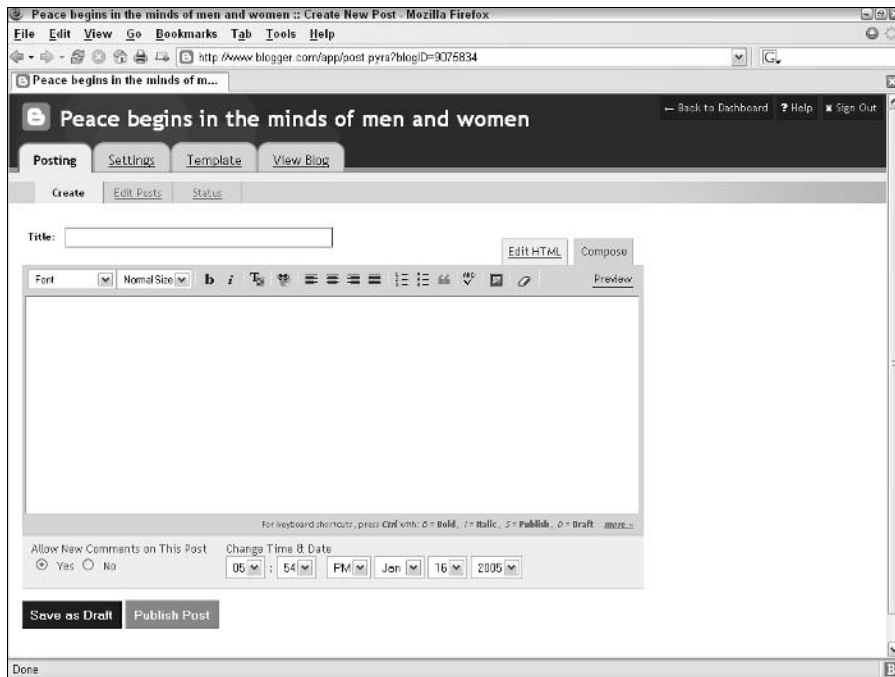 Peace begins in the minds of men and women :: Create New Post - Mozilla Firefox
File Edit View Go Bookmarks Tab Tools Help
http://www.blogger.com/app/post.pyra?blogID=9075834
Peace begins in the minds of m...
← Back to Dashboard ? Help × Sign Out
Peace begins in the minds of men and women
Posting Settings Template View Blog
Create Edit Posts Status
Title:
Edit HTML Compose
Font Normal Size b i ABC Preview
For keyboard shortcuts, press Ctrl with: B = Bold, I = Italic, S = Publish, D = Draft more »
Allow New Comments on This Post Change Time & Date
Yes No 05 : 54 PM Jan 16 2005
Save as Draft Publish Post
Done